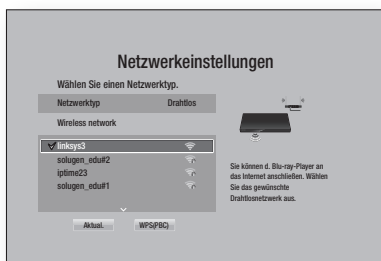 Netzwerkeinstellungen
Wählen Sie einen Netzwerktyp.
Netzwerktyp Drahtlos
Wireless network
linksys3
solugen_edu#2
iptime23
solugen_edu#1
Sie können d. Blu-ray-Player an
das Internet anschließen. Wählen
Sie das gewünschte
Drahtlosnetzwerk aus.
Aktual. WPS(PBC)